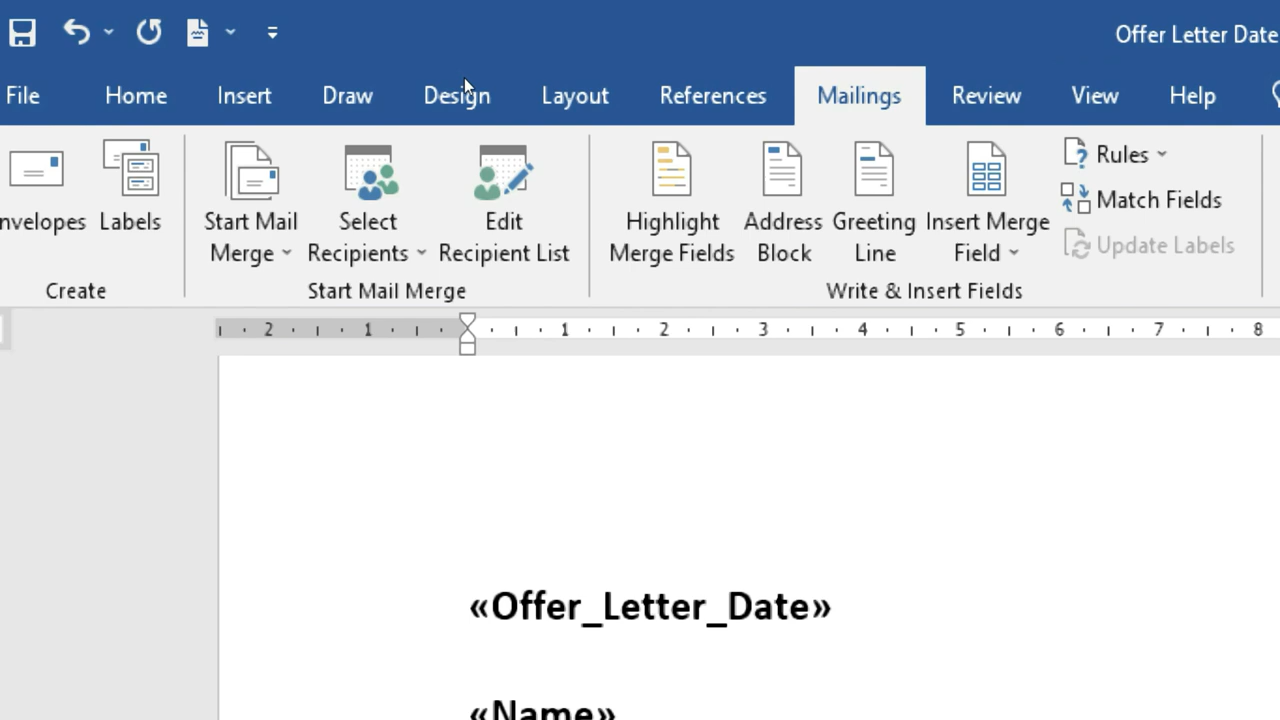 Offer Letter Date
File Home Insert Draw Design Layout References Mailings Review View Help
nvelopes Labels Start Mail Merge Select Recipients Edit Recipient List Highlight Merge Fields Address Block Greeting Line Insert Merge Field Rules
Match Fields
Update Labels
Create Start Mail Merge Write & Insert Fields
2 1 1 2 3 4 5 6 7 8
«Offer_Letter_Date»
«Name»